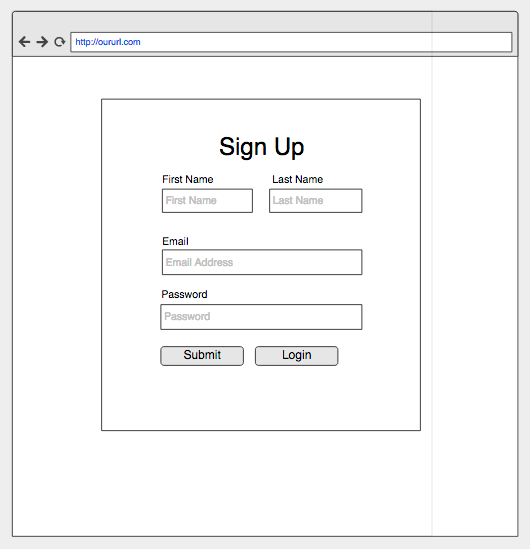 http://oururl.com
Sign Up
First Name Last Name
First Name Last Name
Email
Email Address
Password
Password
Submit Login